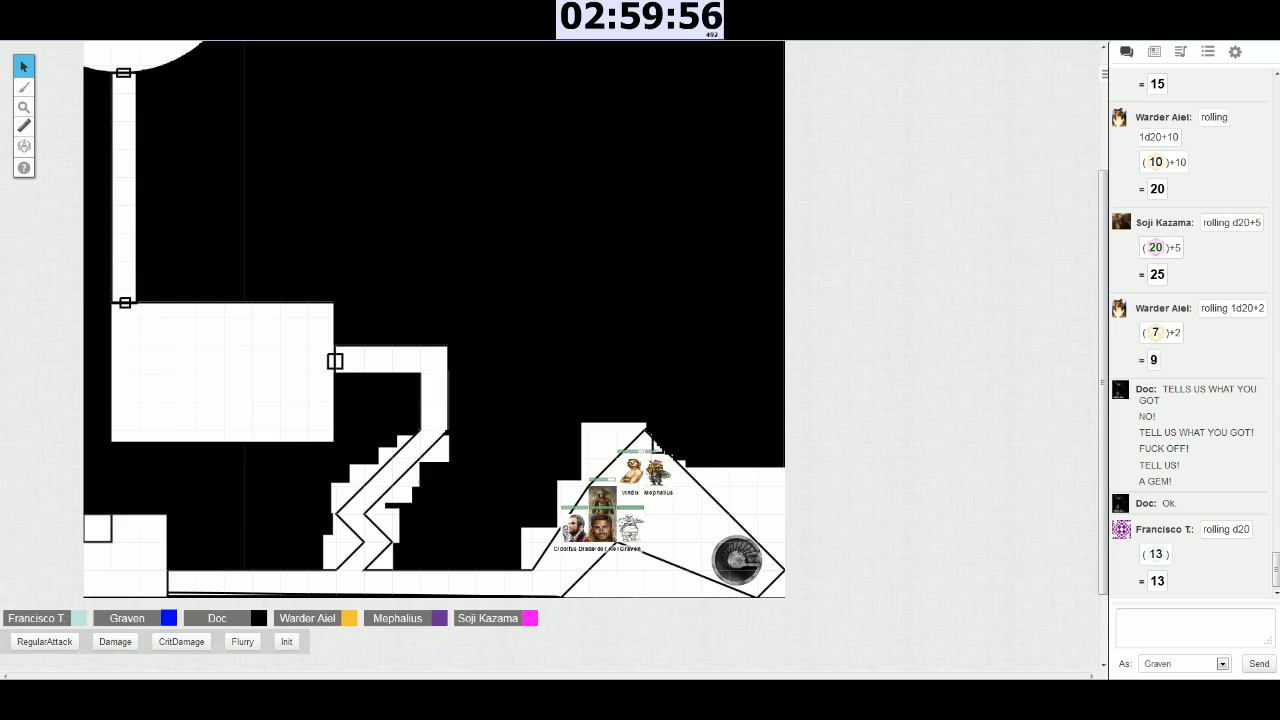 02:59:56
492
= 15
Warder Aiel: rolling
1d20+10
(10)+10
= 20
Soji Kazama: rolling d20+5
(20)+5
= 25
Warder Aiel: rolling 1d20+2
(7)+2
= 9
Doc: TELLS US WHAT YOU
GOT
NO!
TELL US WHAT YOU GOT!
FUCK OFF!
TELL US!
A GEM!
Doc: Ok.
Francisco T.: rolling d20
(13)
= 13
Vindix Mephalius
Graven
Francisco T. Graven Doc Warder Aiel Mephalius Soji Kazama
RegularAttack Damage CritDamage Flurry Init
As: Graven Send